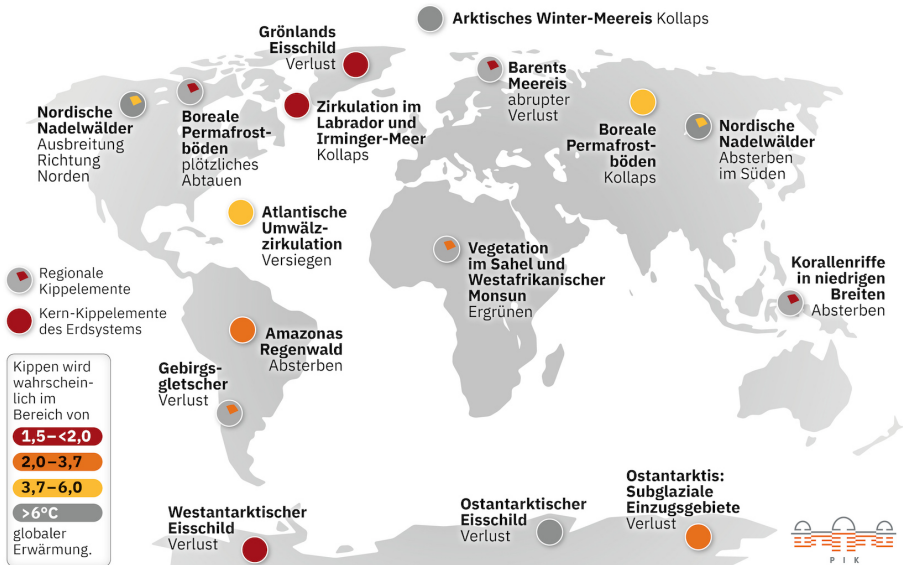 Arktisches Winter-Meereis Kollaps
Grönlands
Eisschild
Verlust
Barents
Meereis
abrupter
Verlust
Nordische
Nadelwälder
Ausbreitung
Richtung
Norden
Boreale
Permafrost-
böden
plötzliches
Abtauen
Zirkulation im
Labrador und
Irminger-Meer
Kollaps
Boreale
Permafrost-
böden
Kollaps
Nordische
Nadelwälder
Absterben
im Süden
Atlantische
Umwälz-
zirkulation
Versiegen
Vegetation
im Sahel und
Westafrikanischer
Monsun
Ergrünen
Korallenriffe
in niedrigen
Breiten
Absterben
Regionale
Kippelemente
Kern-Kippelemente
des Erdsystems
Amazonas
Regenwald
Absterben
Gebirgs-
gletscher
Verlust
Kippen wird
wahrschein-
lich im
Bereich von
1,5–<2,0
2,0–3,7
3,7–6,0
>6°C
globaler
Erwärmung.
Westantarktischer
Eisschild
Verlust
Ostantarktischer
Eisschild
Verlust
Ostantarktis:
Subglaziale
Einzugsgebiete
Verlust
P I K